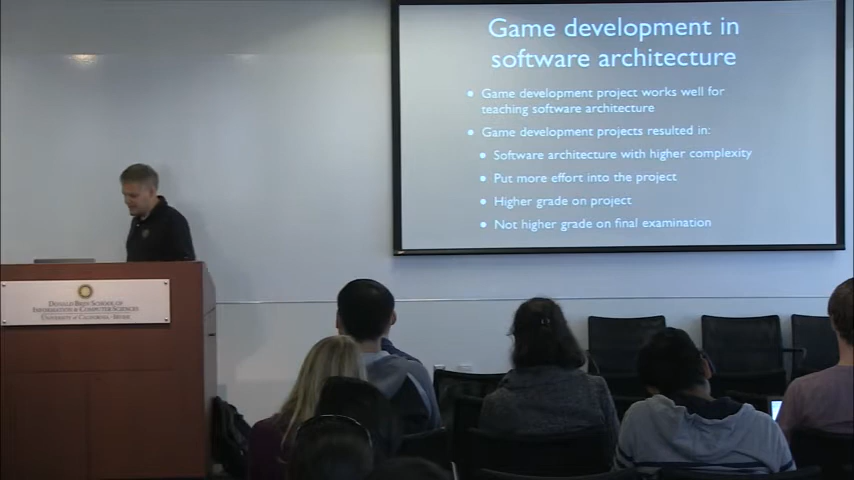 Game development in
software architecture
• Game development project works well for
teaching software architecture
• Game development projects resulted in:
• Software architecture with higher complexity
• Put more effort into the project
• Higher grade on project
• Not higher grade on final examination
Donald Bren School of
Information & Computer Sciences
University of California · Irvine